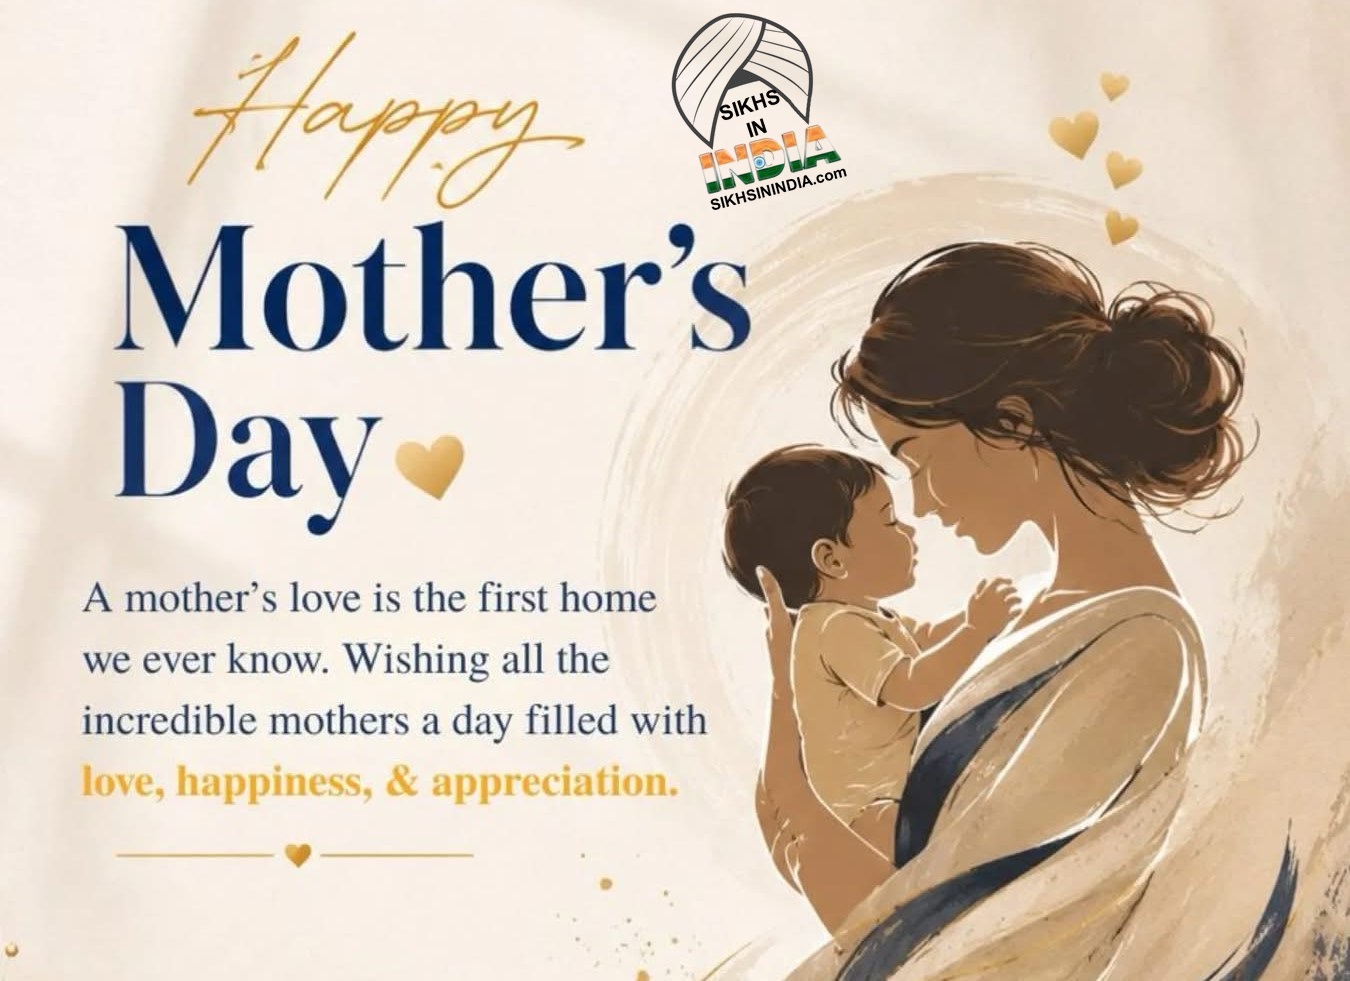 Happy
Mother's
Day
SIKHS
IN
INDIA
SIKHSININDIA.com
A mother's love is the first home
we ever know. Wishing all the
incredible mothers a day filled with
love, happiness, & appreciation.